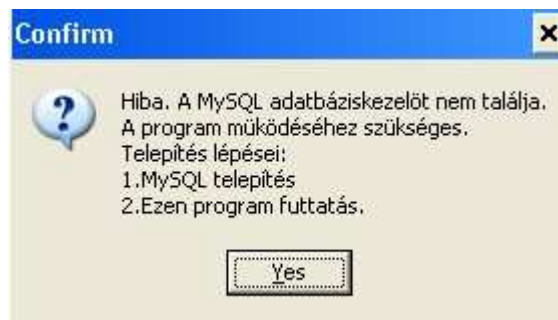 Confirm
Hiba. A MySQL adatbáziskezelöt nem találja.
A program müködéséhez szükséges.
Telepítés lépései:
1.MySQL telepítés
2.Ezen program futtatás.
Yes